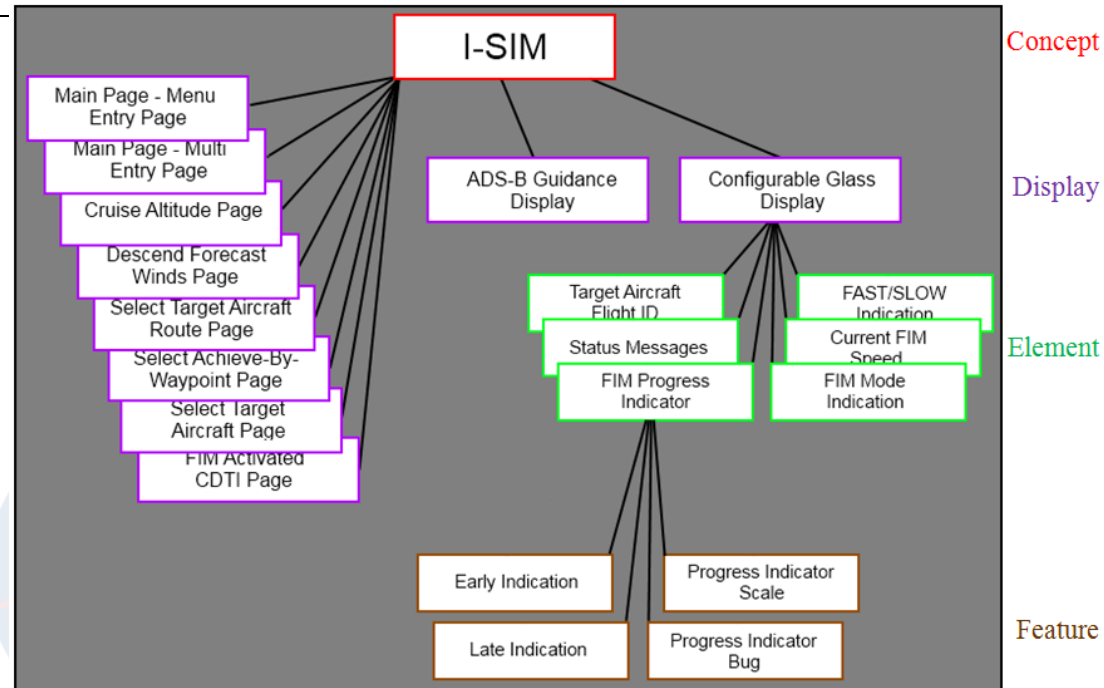 I-SIM
Concept
Main Page - Menu
Entry Page
Main Page - Multi
Entry Page
Cruise Altitude Page
Descend Forecast
Winds Page
Select Target Aircraft
Route Page
Select Achieve-By-
Waypoint Page
Select Target
Aircraft Page
FIM Activated
CDTI Page
ADS-B Guidance
Display
Configurable Glass
Display
Display
Target Aircraft
Flight ID
Status Messages
FIM Progress
Indicator
FAST/SLOW
Indication
Current FIM
Speed
FIM Mode
Indication
Element
Early Indication
Progress Indicator
Scale
Late Indication
Progress Indicator
Bug
Feature